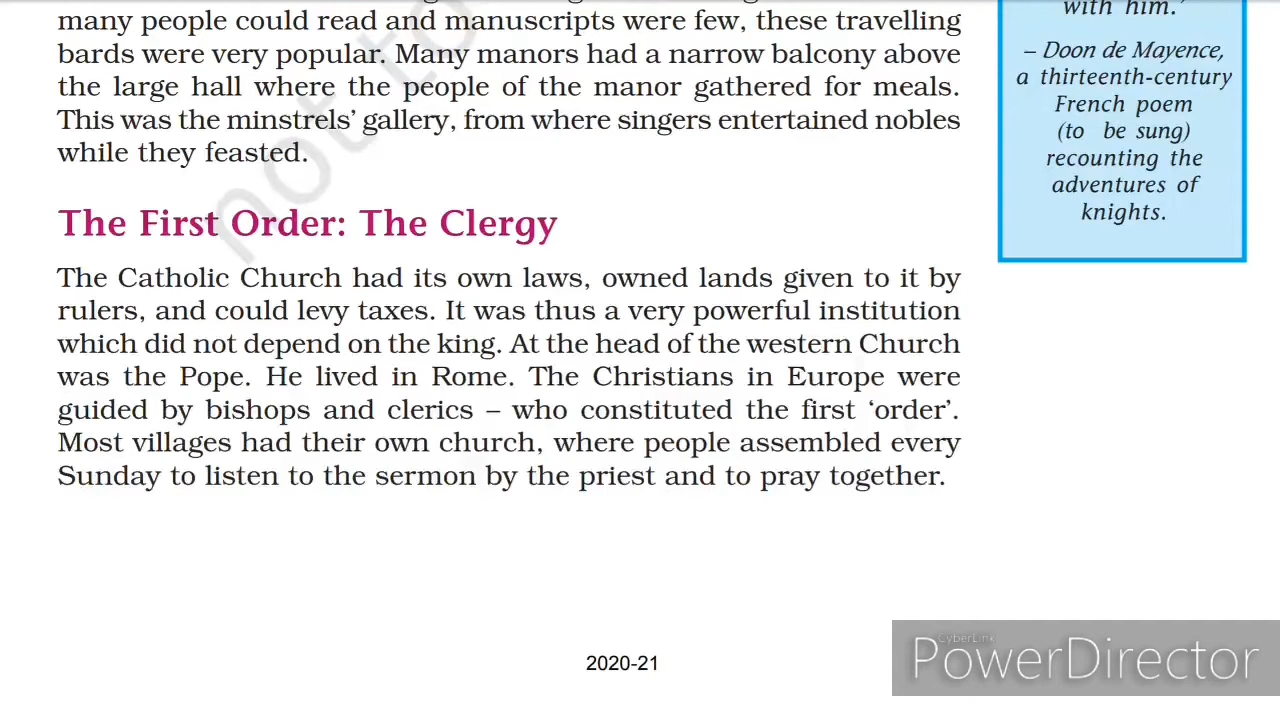 many people could read and manuscripts were few, these travelling
bards were very popular. Many manors had a narrow balcony above
the large hall where the people of the manor gathered for meals.
This was the minstrels' gallery, from where singers entertained nobles
while they feasted.
The First Order: The Clergy
The Catholic Church had its own laws, owned lands given to it by
rulers, and could levy taxes. It was thus a very powerful institution
which did not depend on the king. At the head of the western Church
was the Pope. He lived in Rome. The Christians in Europe were
guided by bishops and clerics – who constituted the first ‘order’.
Most villages had their own church, where people assembled every
Sunday to listen to the sermon by the priest and to pray together.
with him.’
– Doon de Mayence,
a thirteenth-century
French poem
(to be sung)
recounting the
adventures of
knights.
not to
2020-21
CyberLink
PowerDirector